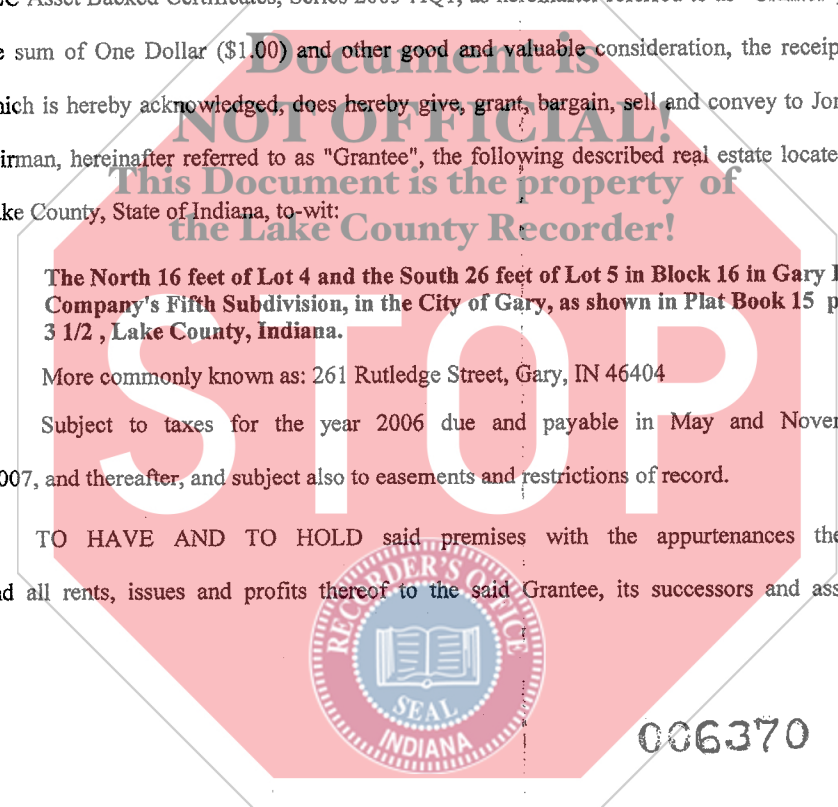 Asset Backed Certificates, Series 2005
e sum of One Dollar ($1.00) and other good and valuable consideration, the receip
Document is
hich is hereby acknowledged, does hereby give, grant, bargain, sell and convey to Jor
NOT OFFICIAL!
irman, hereinafter referred to as "Grantee", the following described real estate locate
This Document is the property of
ke County, State of Indiana, to-wit:
the Lake County Recorder!
The North 16 feet of Lot 4 and the South 26 feet of Lot 5 in Block 16 in Gary
Company's Fifth Subdivision, in the City of Gary, as shown in Plat Book 15 p
3 1/2 , Lake County, Indiana.
More commonly known as: 261 Rutledge Street, Gary, IN 46404
STOP
Subject to taxes for the year 2006 due and payable in May and Nover
007, and thereafter, and subject also to easements and restrictions of record.
TO HAVE AND TO HOLD said premises with the appurtenances the
d all rents, issues and profits thereof to the said Grantee, its successors and ass
RECORDER'S OFFICE
SEAL
INDIANA
006370